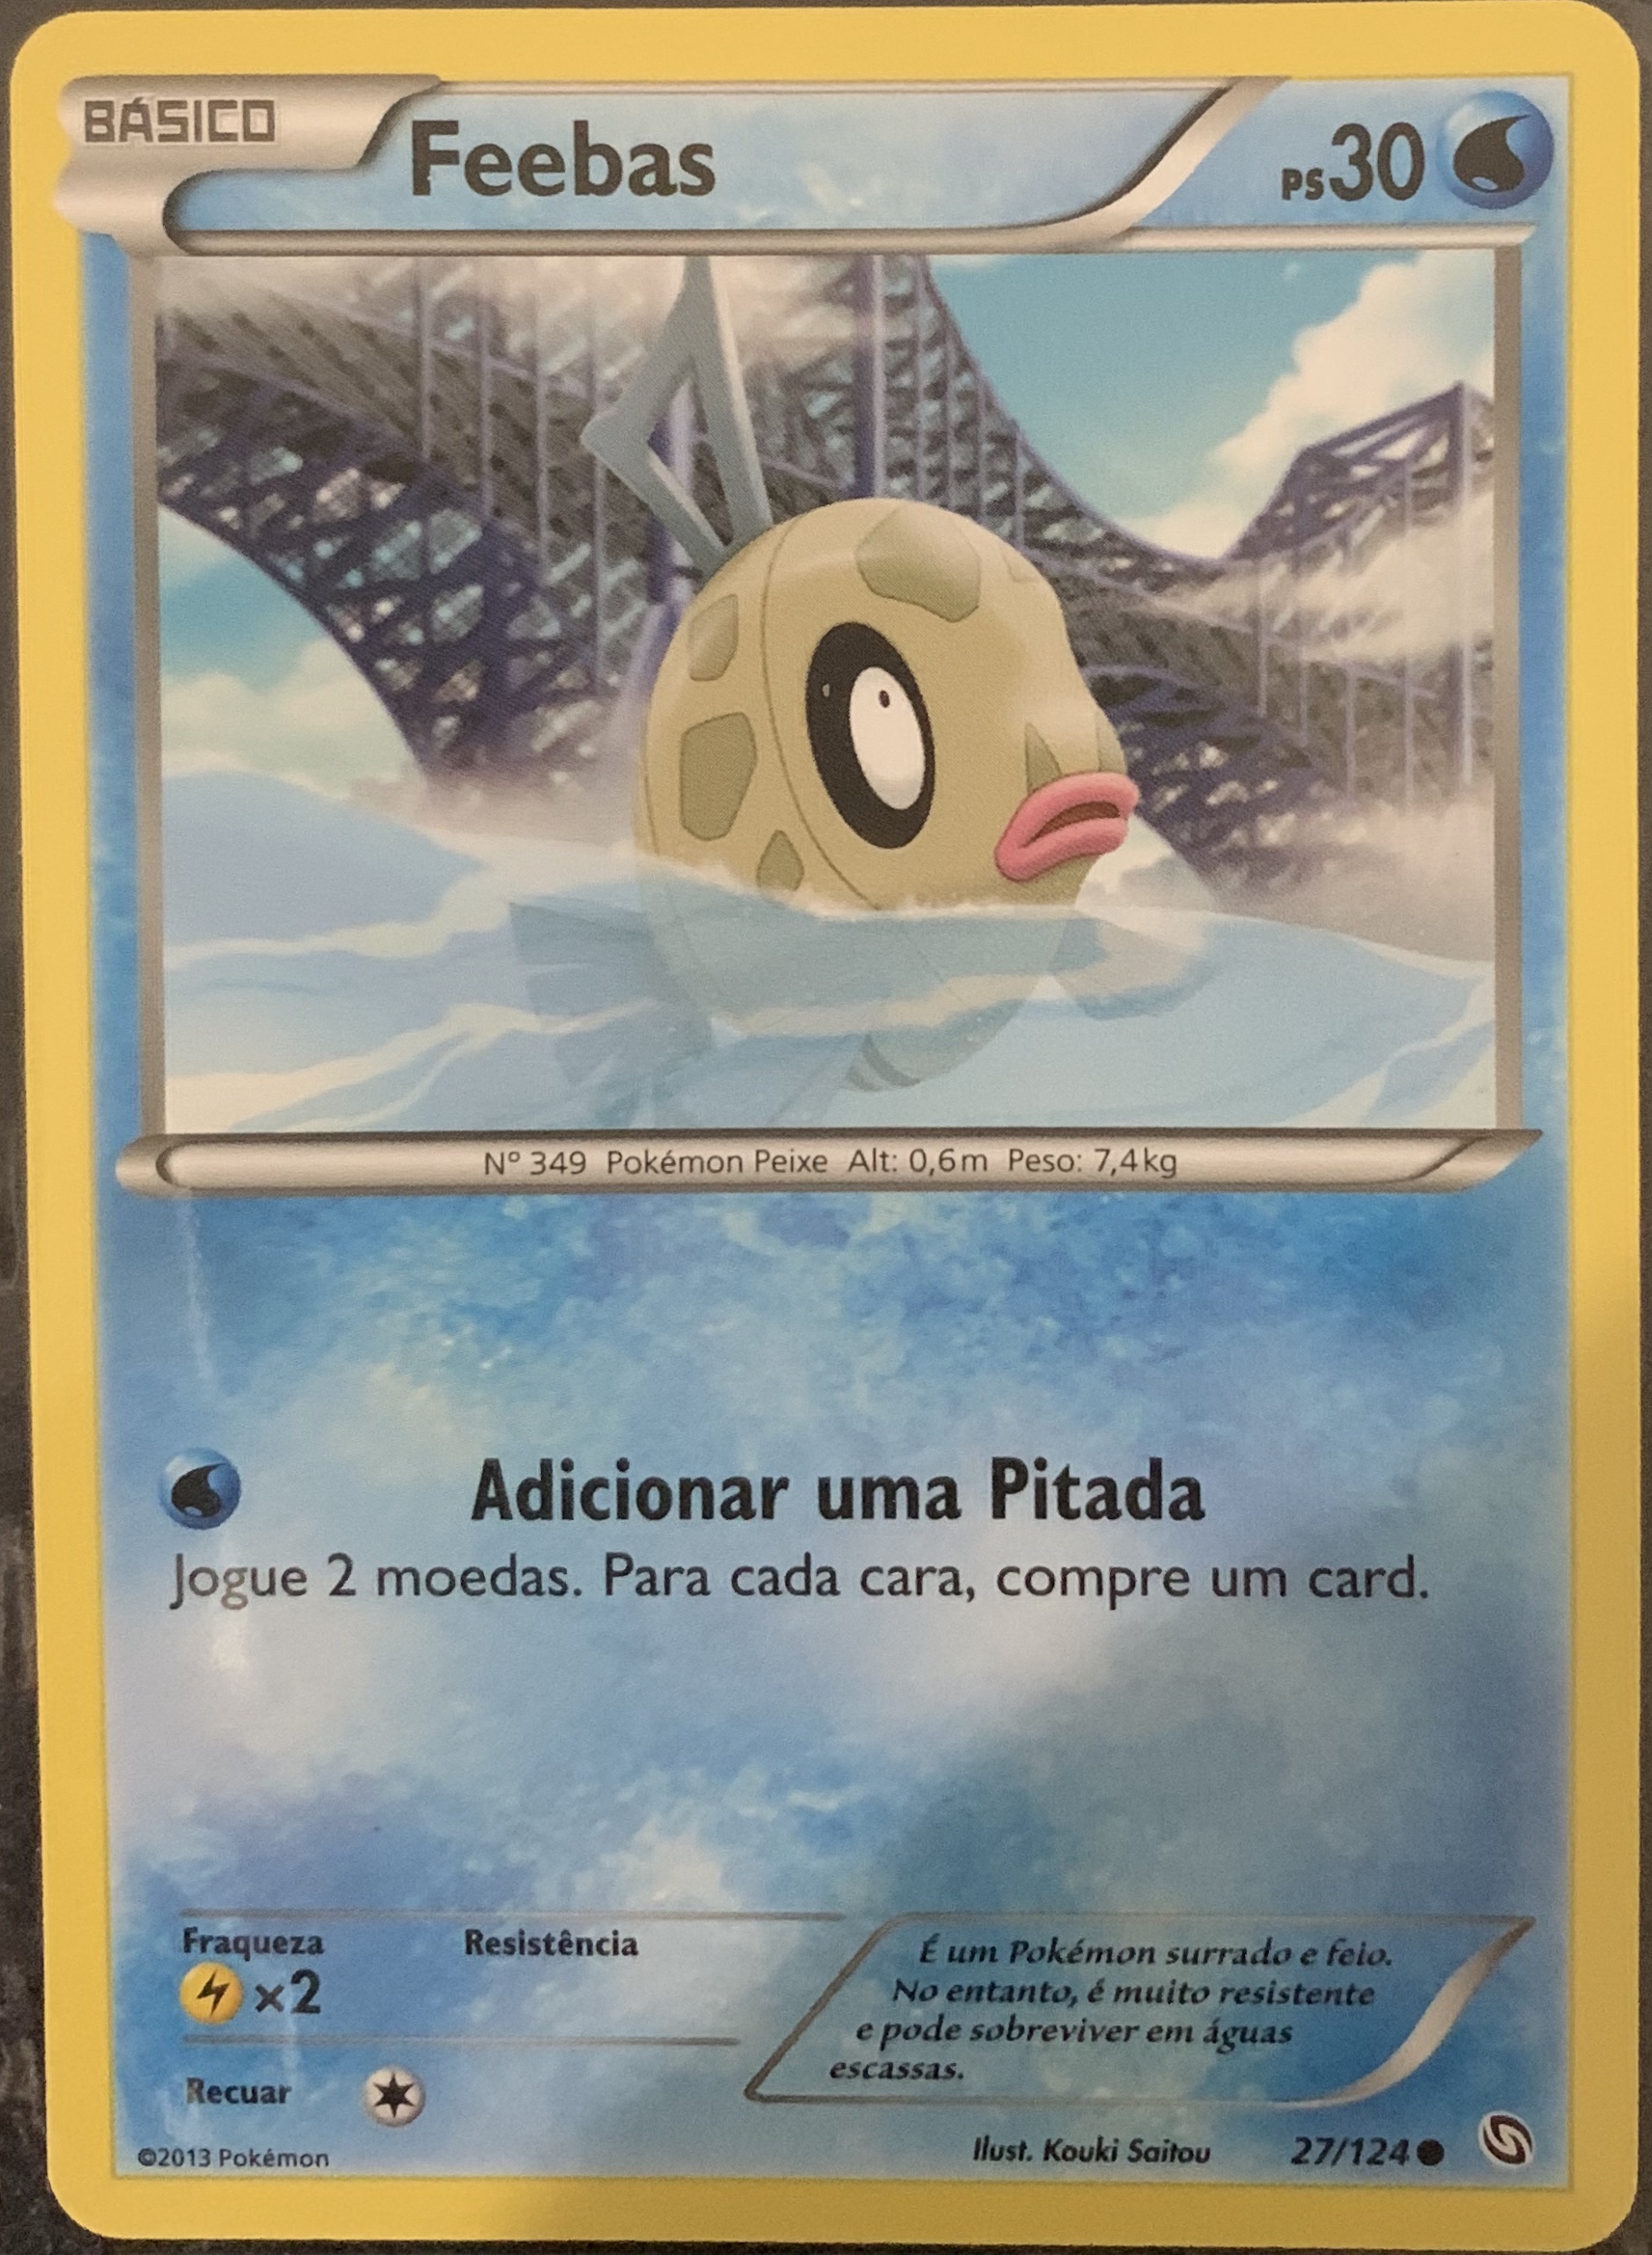 BÁSICO
Feebas
PS30
Nº 349 Pokémon Peixe Alt: 0,6m Peso: 7,4kg
Adicionar uma Pitada
Jogue 2 moedas. Para cada cara, compre um card.
Fraqueza
×2
Resistência
Recuar
É um Pokémon surrado e feio.
No entanto, é muito resistente
e pode sobreviver em águas
escassas.
©2013 Pokémon
Ilust. Kouki Saitou
27/124